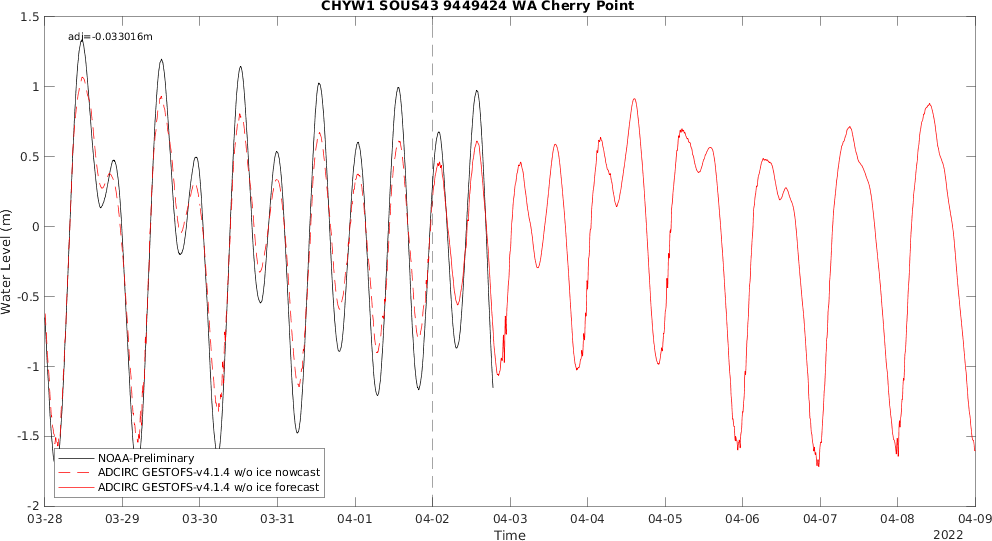 CHYW1 SOUS43 9449424 WA Cherry Point
adj=-0.033016m
1.5
1
0.5
0
-0.5
-1
-1.5
-2
Water Level (m)
NOAA-Preliminary
ADCIRC GESTOFS-v4.1.4 w/o ice nowcast
ADCIRC GESTOFS-v4.1.4 w/o ice forecast
03-28 03-29 03-30 03-31 04-01 04-02 04-03 04-04 04-05 04-06 04-07 04-08 04-09
Time
2022